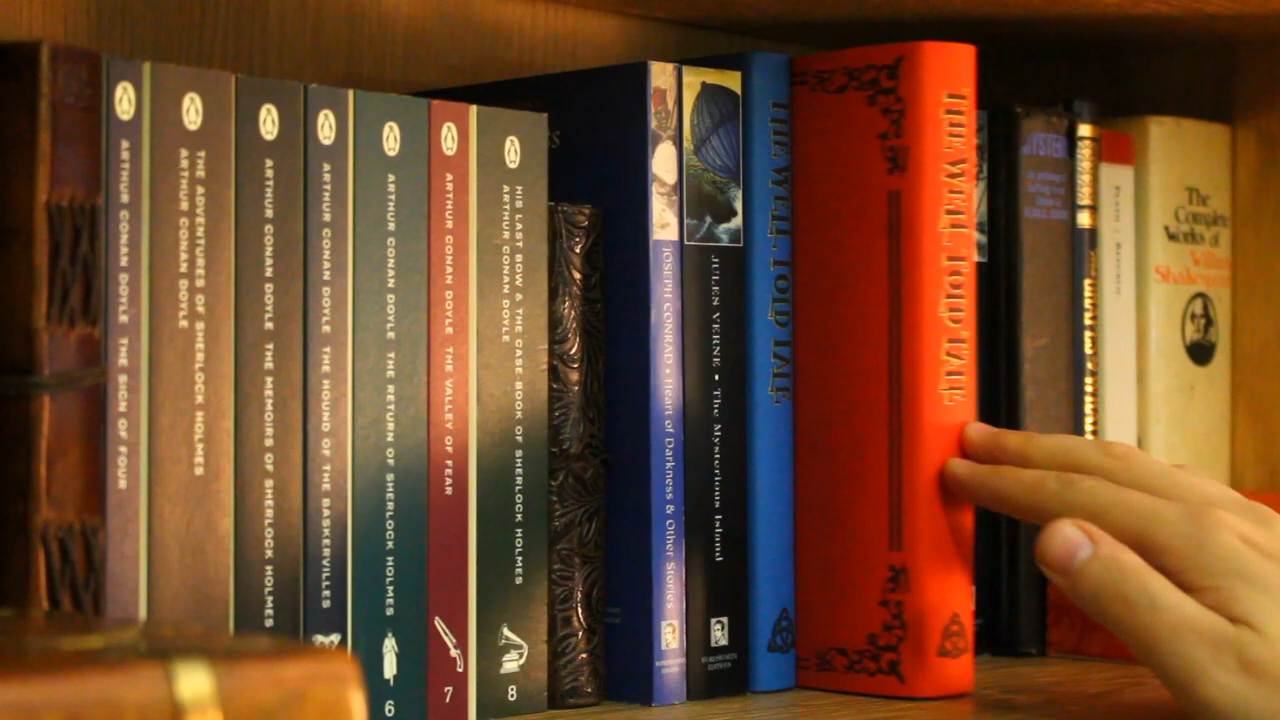 ARTHUR CONAN DOYLE THE SIGN OF FOUR
THE ADVENTURES OF SHERLOCK HOLMES
ARTHUR CONAN DOYLE
ARTHUR CONAN DOYLE THE MEMOIRS OF SHERLOCK HOLMES
ARTHUR CONAN DOYLE THE HOUND OF THE BASKERVILLES
ARTHUR CONAN DOYLE THE RETURN OF SHERLOCK HOLMES
6
ARTHUR CONAN DOYLE THE VALLEY OF FEAR
7
HIS LAST BOW & THE CASE-BOOK OF SHERLOCK HOLMES
ARTHUR CONAN DOYLE
8
JOSEPH CONRAD • Heart of Darkness & Other Stories
JULES VERNE • The Mysterious Island
WORDSWORTH
EDITIONS
THE WELL TOLD TALE
THE WELL TOLD TALE
The
Complete
Works of
William
Shakespeare